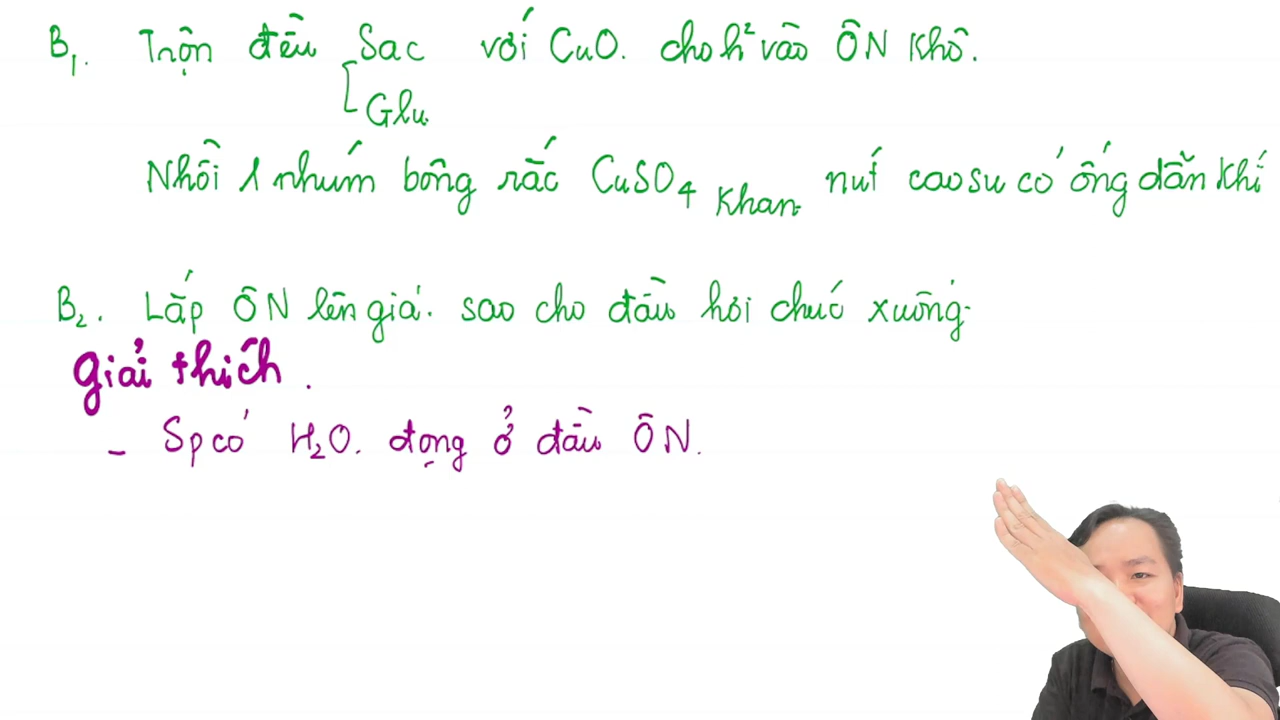 B₁. Trộn đều Sac với CuO. cho h² vào ÔN khô.
Glu.
Nhồi 1 nhúm bông rắc CuSO₄ khan. nút cao su có ống dẫn khí
B₂. Lắp ÔN lên giá. sao cho đầu hơi chúc xuống.
giải thích.
- Sp có H₂O. đọng ở đầu ÔN.